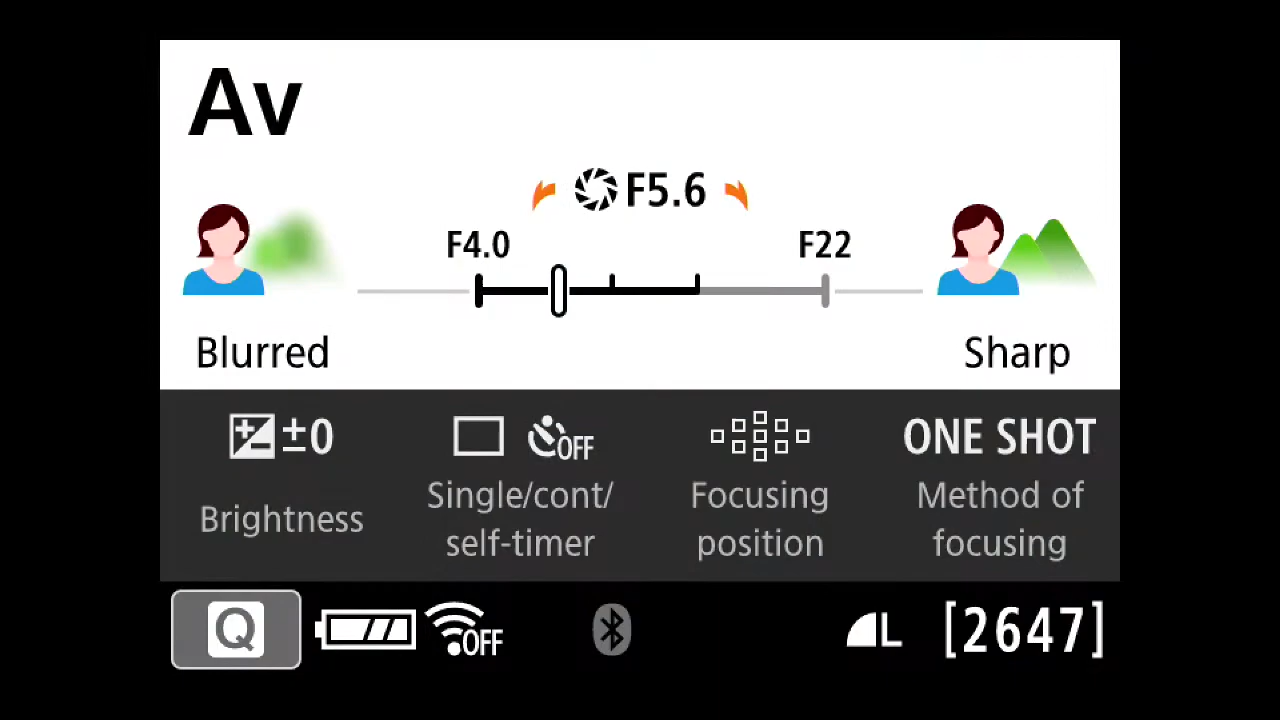 Av
F5.6
F4.0 F22
Blurred Sharp
±0
OFF
ONE SHOT
Brightness
Single/cont/
self-timer
Focusing
position
Method of
focusing
Q
OFF
L
[2647]